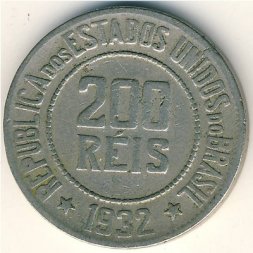 REPUBLICA DOS ESTADOS UNIDOS DO BRASIL
200
RÉIS
1932